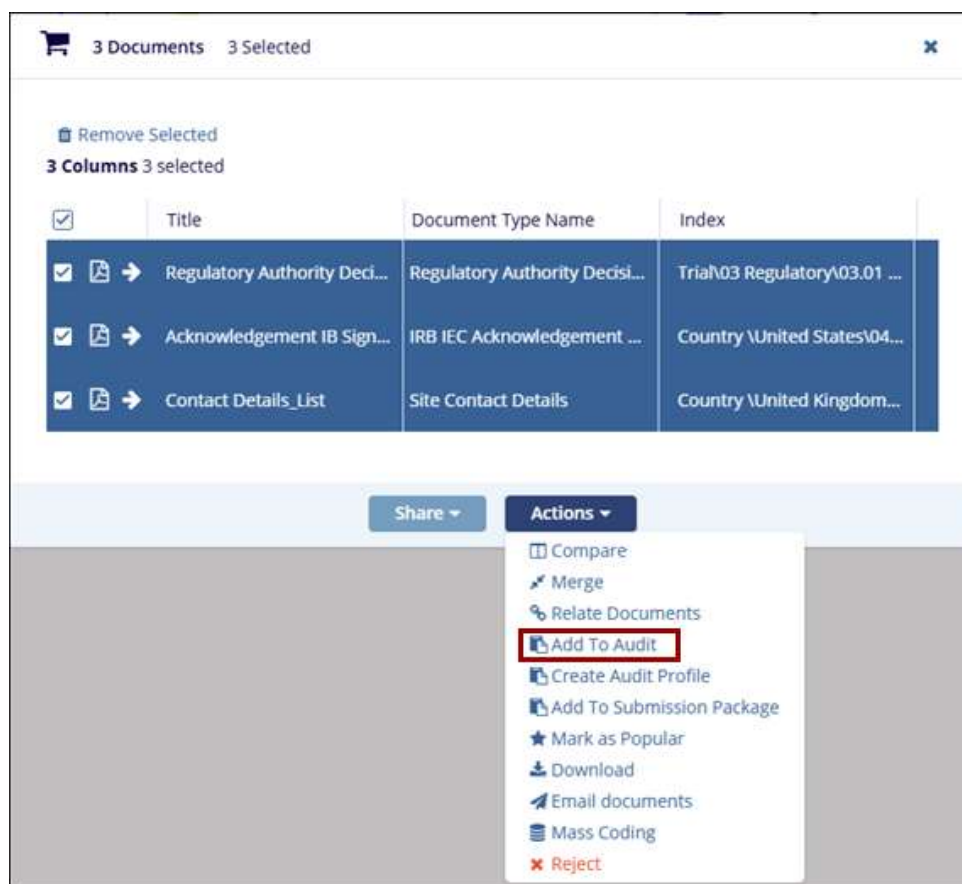 3 Documents 3 Selected
Remove Selected
3 Columns 3 selected
Title Document Type Name Index
Regulatory Authority Deci... Regulatory Authority Decisi... Trial\03 Regulatory\03.01 ...
Acknowledgement IB Sign... IRB IEC Acknowledgement ... Country \United States\04...
Contact Details_List Site Contact Details Country \United Kingdom...
Share Actions
Compare
Merge
Relate Documents
Add To Audit
Create Audit Profile
Add To Submission Package
Mark as Popular
Download
Email documents
Mass Coding
Reject